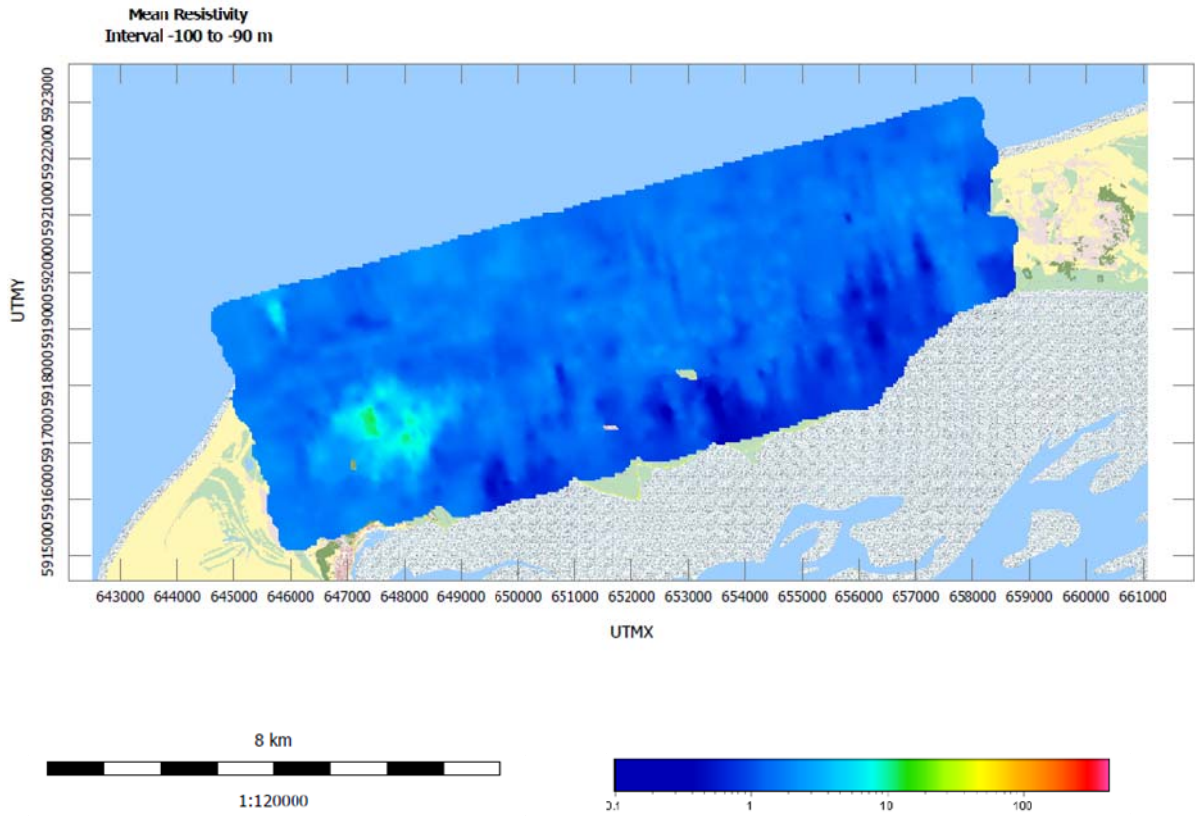 Mean Resistivity
Interval -100 to -90 m
UTMY
5915000 5916000 5917000 5918000 5919000 5920000 5921000 5922000 5923000
643000 644000 645000 646000 647000 648000 649000 650000 651000 652000 653000 654000 655000 656000 657000 658000 659000 660000 661000
UTMX
8 km
1:120000
0.1 1 10 100